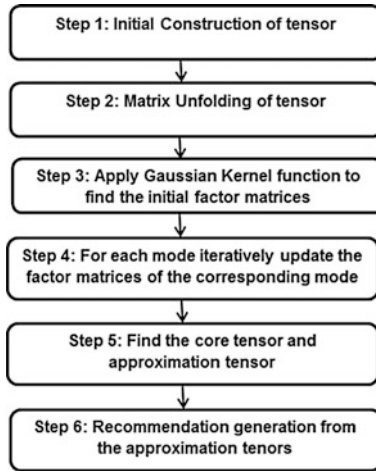 Step 1: Initial Construction of tensor
Step 2: Matrix Unfolding of tensor
Step 3: Apply Gaussian Kernel function to
find the initial factor matrices
Step 4: For each mode iteratively update the
factor matrices of the corresponding mode
Step 5: Find the core tensor and
approximation tensor
Step 6: Recommendation generation from
the approximation tenors